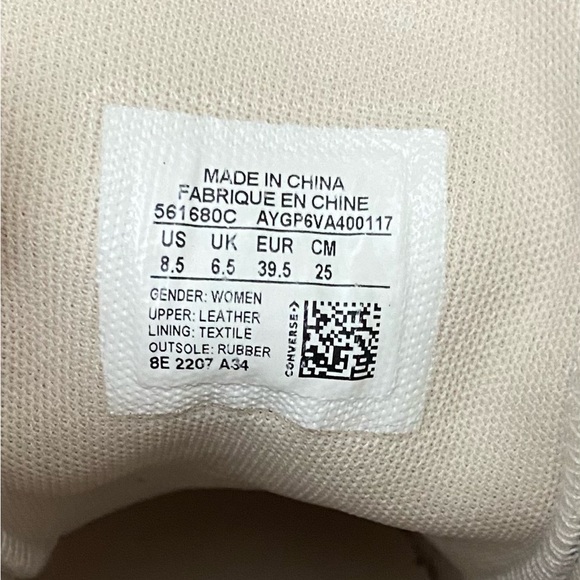 MADE IN CHINA
FABRIQUE EN CHINE
561680C AYGP6VA400117
US UK EUR CM
8.5 6.5 39.5 25
GENDER: WOMEN
UPPER: LEATHER
LINING: TEXTILE
OUTSOLE: RUBBER
8E 2207 A34
CONVERSE